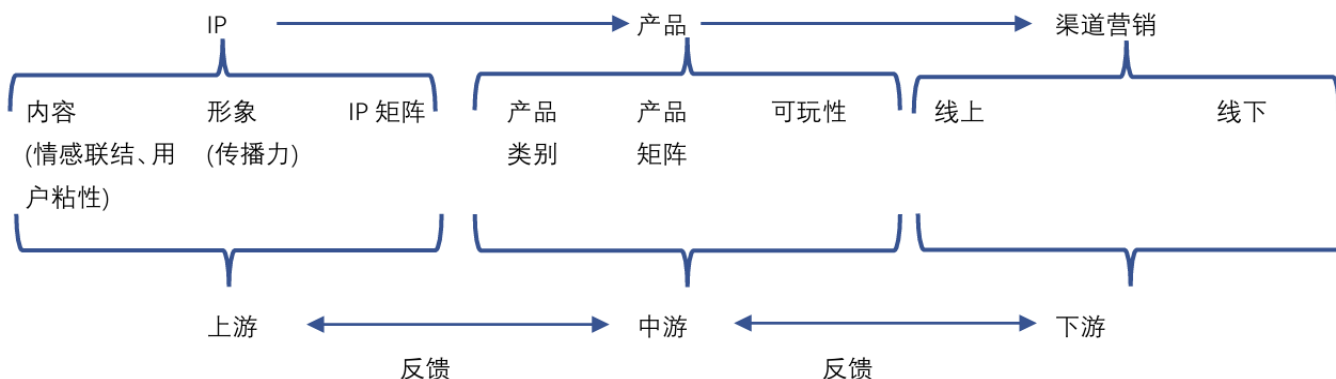 IP 产品 渠道营销
内容 形象 IP 矩阵 产品 产品 可玩性 线上 线下
(情感联结、用 (传播力) 类别 矩阵
户粘性)
上游 中游 下游
反馈 反馈